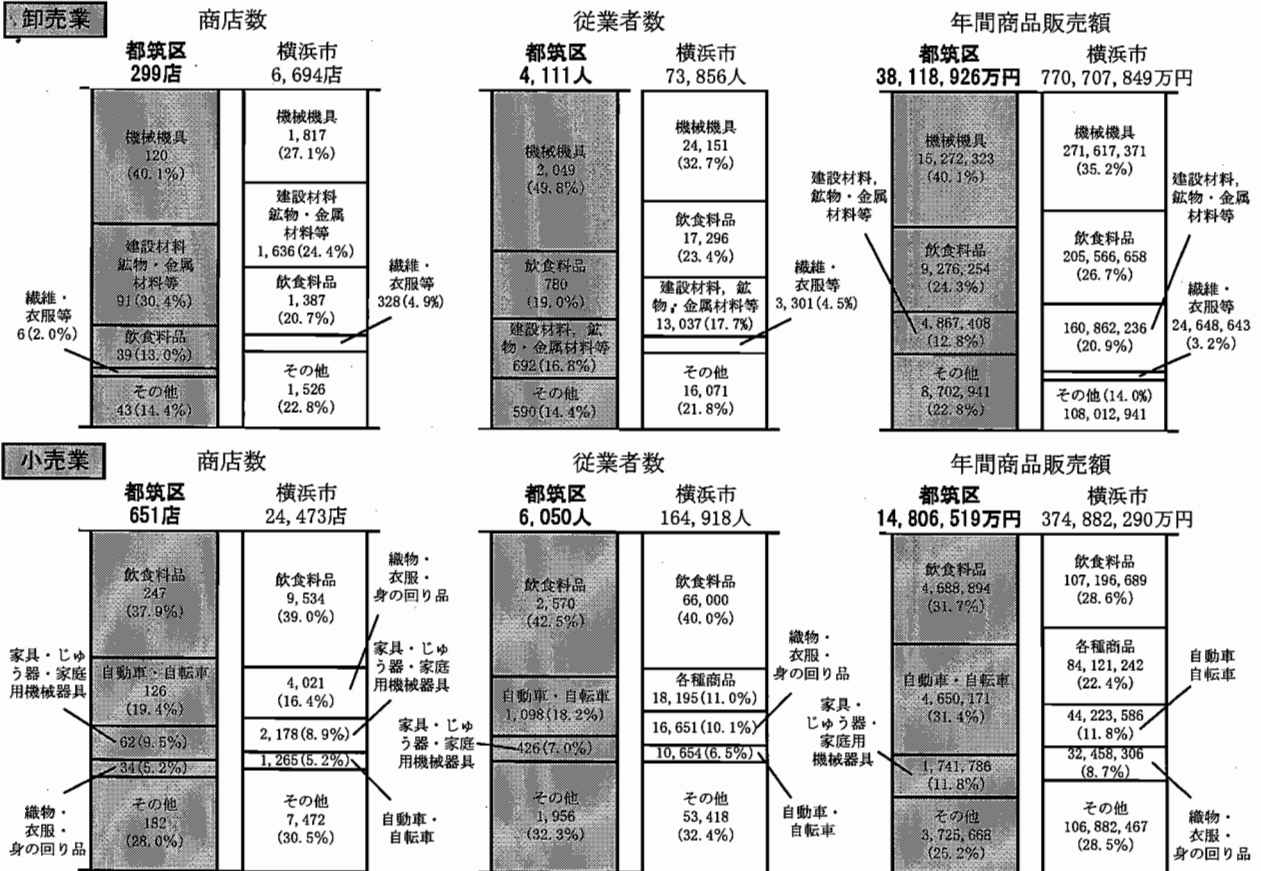 卸売業
商店数
都筑区
299店
横浜市
6,694店
機械機具
120
(40.1%)
建設材料
鉱物・金属
材料等
91(30.4%)
飲食料品
39(13.0%)
繊維・
衣服等
6(2.0%)
その他
43(14.4%)
機械機具
1,817
(27.1%)
建設材料
鉱物・金属
材料等
1,636(24.4%)
飲食料品
1,387
(20.7%)
繊維・
衣服等
328(4.9%)
その他
1,526
(22.8%)
従業者数
都筑区
4,111人
横浜市
73,856人
機械機具
2,049
(49.8%)
飲食料品
780
(19.0%)
建設材料,鉱
物・金属材料等
692(16.8%)
その他
590(14.4%)
機械機具
24,151
(32.7%)
飲食料品
17,296
(23.4%)
建設材料,鉱
物,金属材料等
13,037(17.7%)
繊維・
衣服等
3,301(4.5%)
その他
16,071
(21.8%)
年間商品販売額
都筑区
38,118,926万円
横浜市
770,707,849万円
機械機具
15,272,323
(40.1%)
飲食料品
9,276,254
(24.3%)
建設材料,
鉱物・金属
材料等
4,867,408
(12.8%)
その他
8,702,941
(22.8%)
機械機具
271,617,371
(35.2%)
飲食料品
205,566,658
(26.7%)
建設材料,
鉱物・金属
材料等
160,862,236
(20.9%)
繊維・
衣服等
24,648,643
(3.2%)
その他(14.0%)
108,012,941
小売業
商店数
都筑区
651店
横浜市
24,473店
飲食料品
247
(37.9%)
自動車・自転車
126
(19.4%)
家具・じゅ
う器・家庭
用機械器具
62(9.5%)
34(5.2%)
織物・
衣服・
身の回り品
その他
182
(28.0%)
飲食料品
9,534
(39.0%)
織物・
衣服・
身の回り品
4,021
(16.4%)
家具・じゅ
う器・家庭
用機械器具
2,178(8.9%)
1,265(5.2%)
自動車・
自転車
その他
7,472
(30.5%)
従業者数
都筑区
6,050人
横浜市
164,918人
飲食料品
2,570
(42.5%)
自動車・自転車
1,098(18.2%)
家具・じゅ
う器・家庭
用機械器具
426(7.0%)
その他
1,956
(32.3%)
飲食料品
66,000
(40.0%)
各種商品
18,195(11.0%)
織物・
衣服・
身の回り品
16,651(10.1%)
10,654(6.5%)
自動車・
自転車
その他
53,418
(32.4%)
年間商品販売額
都筑区
14,806,519万円
横浜市
374,882,290万円
飲食料品
4,688,894
(31.7%)
自動車・自転車
4,650,171
(31.4%)
家具・
じゅう器・
家庭用
機械器具
1,741,786
(11.8%)
その他
3,725,668
(25.2%)
飲食料品
107,196,689
(28.6%)
各種商品
84,121,242
(22.4%)
自動車
自転車
44,223,586
(11.8%)
32,458,306
(8.7%)
織物・
衣服・
身の回り品
その他
106,882,467
(28.5%)